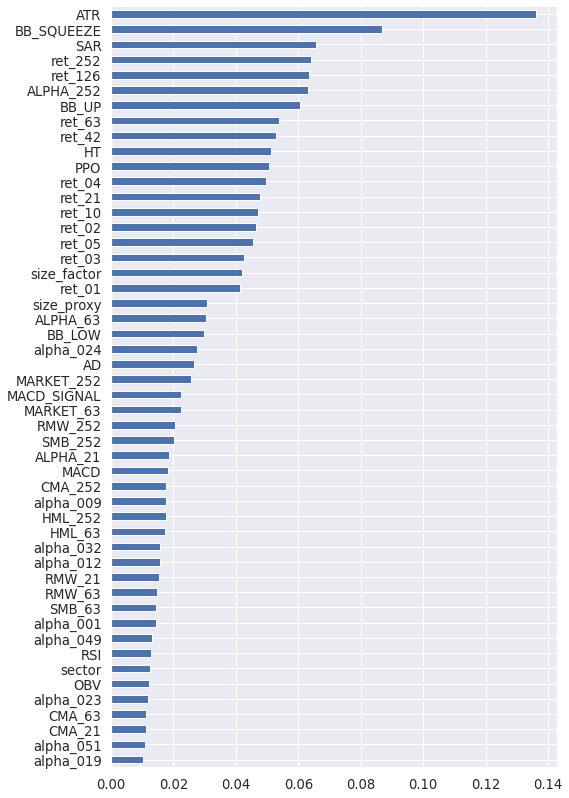 ATR
BB_SQUEEZE
SAR
ret_252
ret_126
ALPHA_252
BB_UP
ret_63
ret_42
HT
PPO
ret_04
ret_21
ret_10
ret_02
ret_05
ret_03
size_factor
ret_01
size_proxy
ALPHA_63
BB_LOW
alpha_024
AD
MARKET_252
MACD_SIGNAL
MARKET_63
RMW_252
SMB_252
ALPHA_21
MACD
CMA_252
alpha_009
HML_252
HML_63
alpha_032
alpha_012
RMW_21
RMW_63
SMB_63
alpha_001
alpha_049
RSI
sector
OBV
alpha_023
CMA_63
CMA_21
alpha_051
alpha_019
0.00 0.02 0.04 0.06 0.08 0.10 0.12 0.14